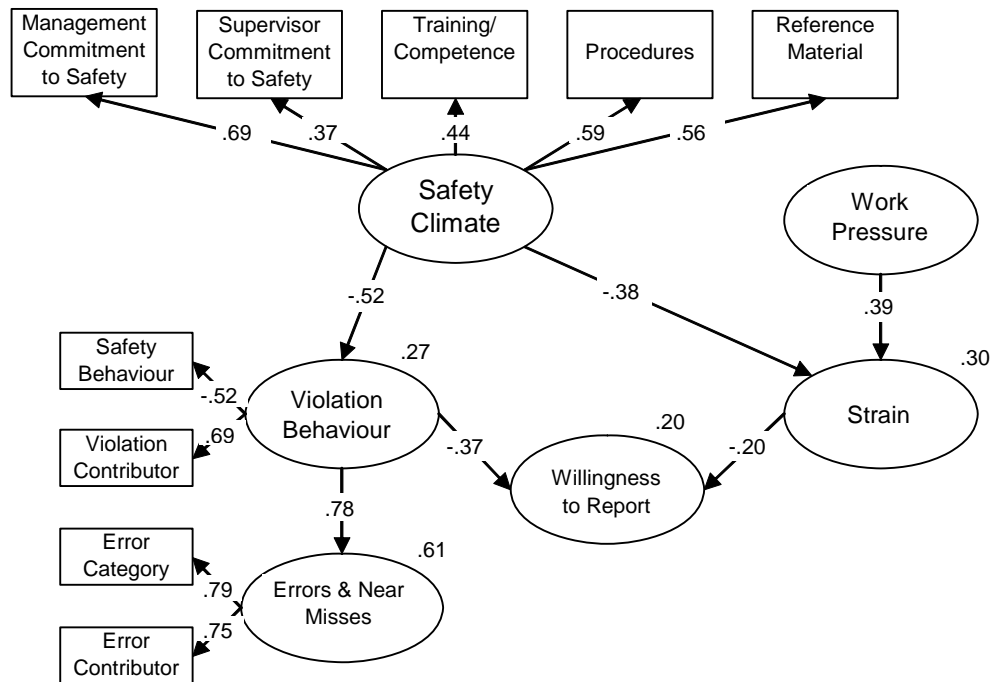 Management
Commitment
to Safety
Supervisor
Commitment
to Safety
Training/
Competence
Procedures
Reference
Material
.69
.37
.44
.59
.56
Safety
Climate
Work
Pressure
-.52
-.38
.39
Safety
Behaviour
-.52
.27
Violation
Behaviour
.30
Strain
Violation
Contributor
.69
-.37
.20
-.20
Willingness
to Report
.78
Error
Category
.79
.61
Errors & Near
Misses
Error
Contributor
.75